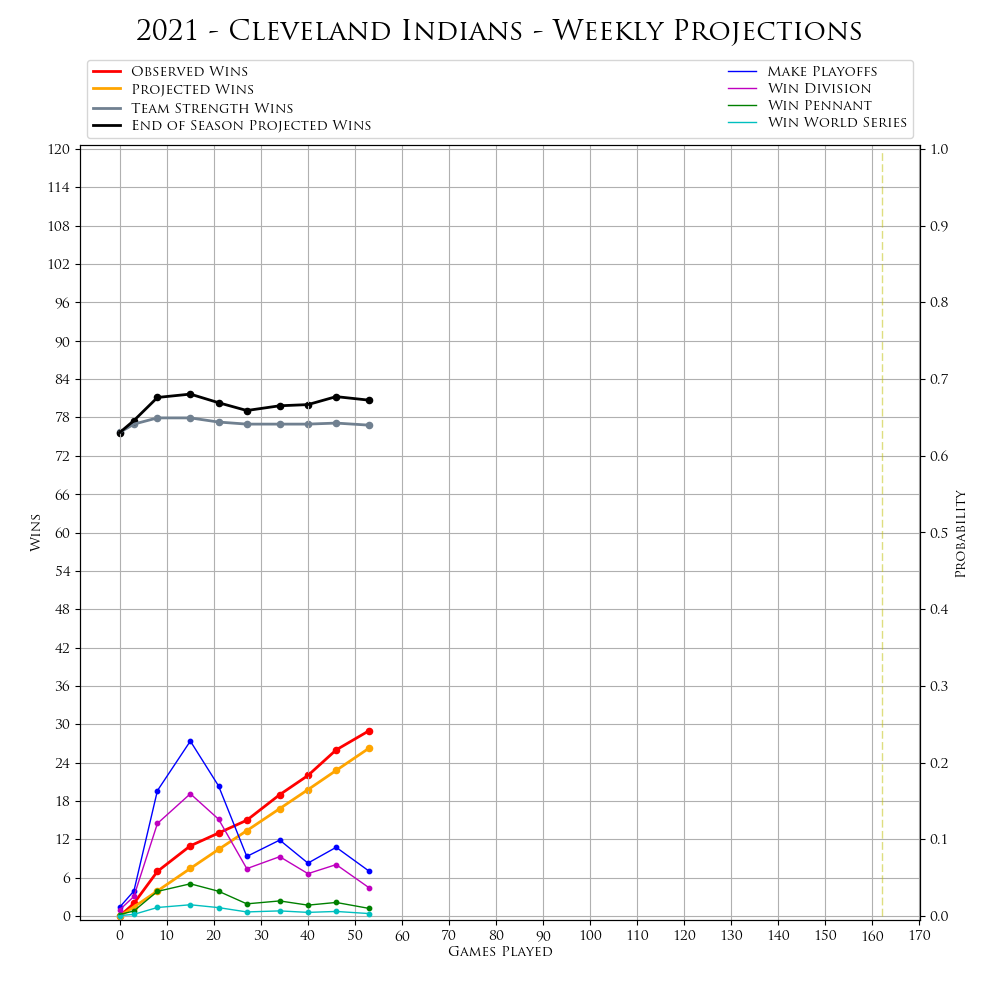 2021 - Cleveland Indians - Weekly Projections
Observed Wins
Projected Wins
Team Strength Wins
End of Season Projected Wins
Make Playoffs
Win Division
Win Pennant
Win World Series
120
114
108
102
96
90
84
78
72
66
60
54
48
42
36
30
24
18
12
6
0
Wins
1.0
0.9
0.8
0.7
0.6
0.5
0.4
0.3
0.2
0.1
0.0
Probability
0 10 20 30 40 50 60 70 80 90 100 110 120 130 140 150 160 170
Games Played